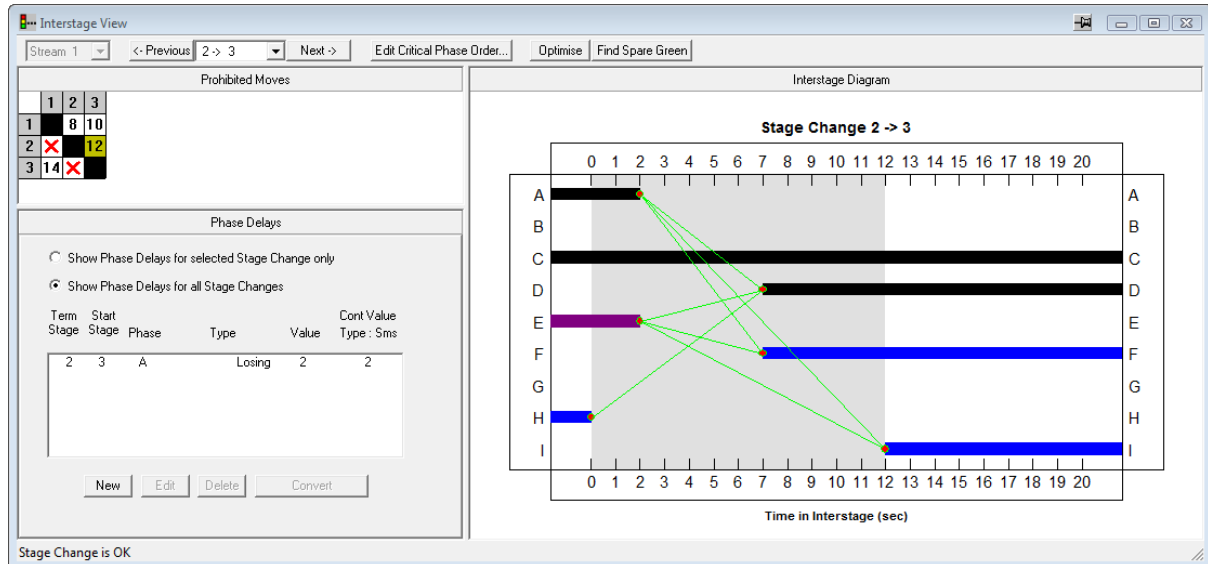 Interstage View
Stream 1 <- Previous 2 -> 3 Next -> Edit Critical Phase Order... Optimise Find Spare Green
Prohibited Moves
1 2 3
1 8 10
2 12
3 14
Phase Delays
Show Phase Delays for selected Stage Change only
Show Phase Delays for all Stage Changes
Term Start Cont Value
Stage Stage Phase Type Value Type : Sms
2 3 A Losing 2 2
New Edit Delete Convert
Interstage Diagram
Stage Change 2 -> 3
0 1 2 3 4 5 6 7 8 9 10 11 12 13 14 15 16 17 18 19 20
A A
B B
C C
D D
E E
F F
G G
H H
I I
0 1 2 3 4 5 6 7 8 9 10 11 12 13 14 15 16 17 18 19 20
Time in Interstage (sec)
Stage Change is OK